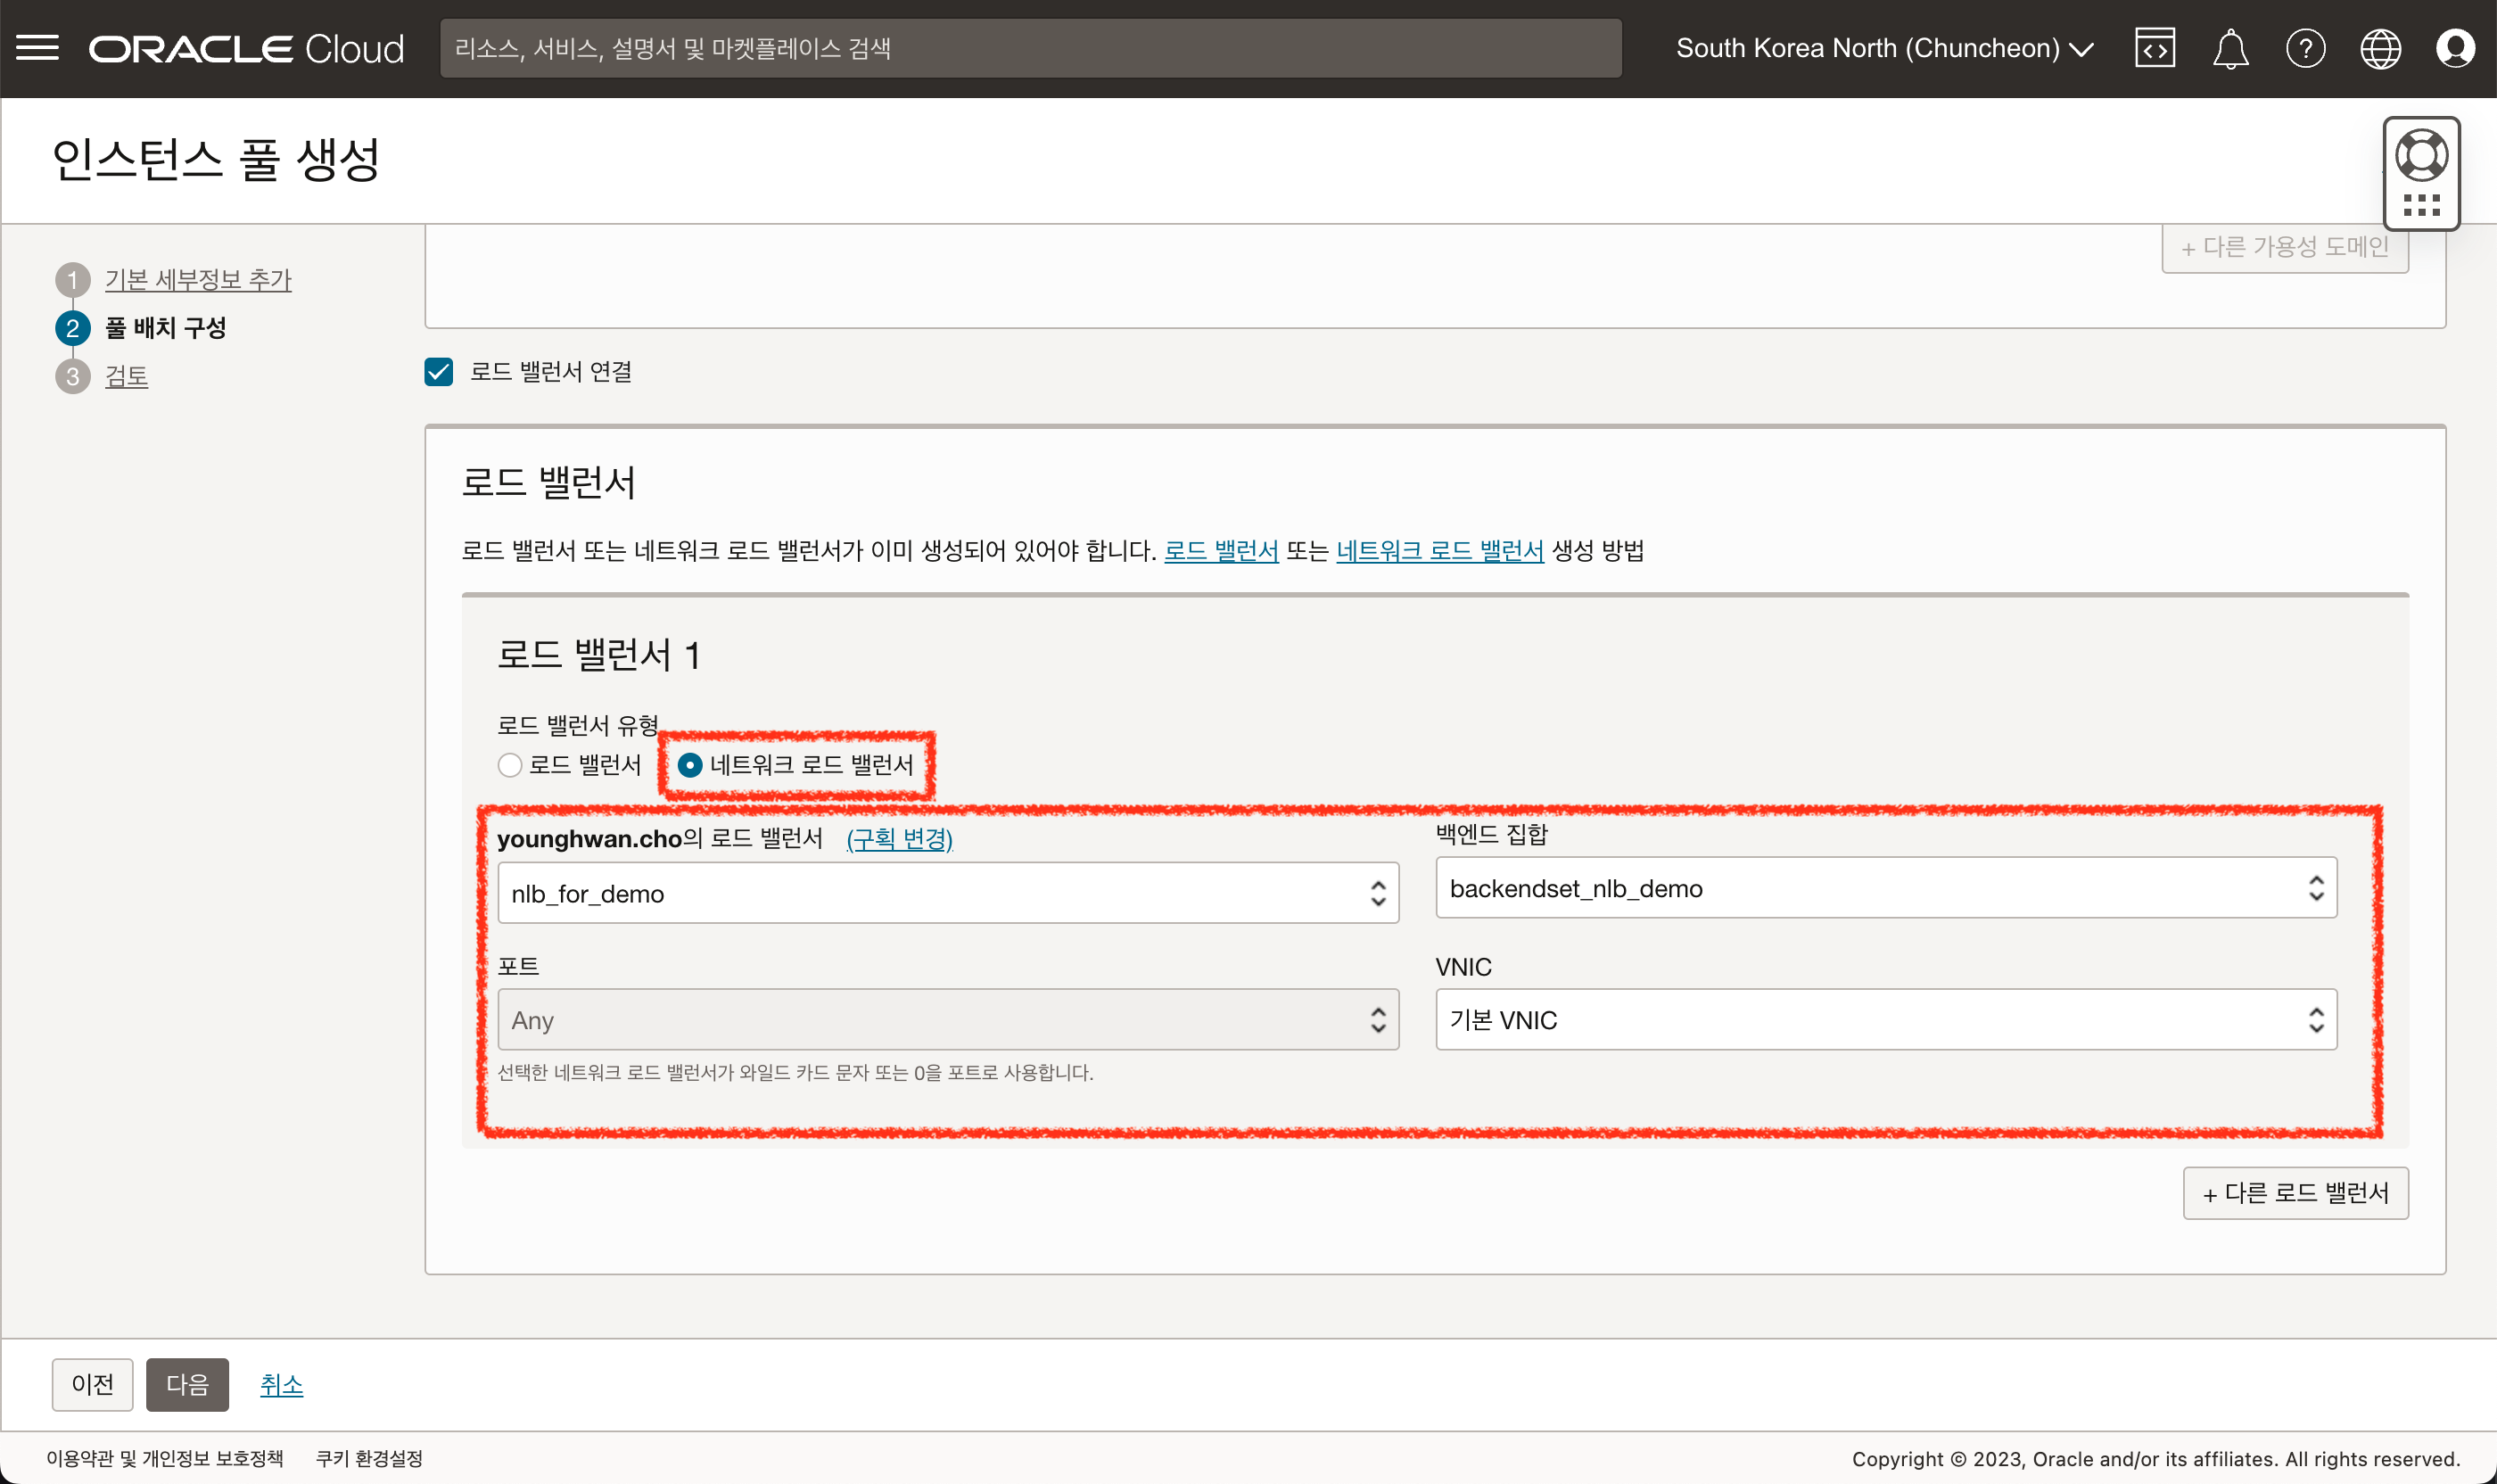 ORACLE Cloud
리소스, 서비스, 설명서 및 마켓플레이스 검색
South Korea North (Chuncheon)
인스턴스 풀 생성
1 기본 세부정보 추가
2 풀 배치 구성
3 검토
+ 다른 가용성 도메인
로드 밸런서 연결
로드 밸런서
로드 밸런서 또는 네트워크 로드 밸런서가 이미 생성되어 있어야 합니다. 로드 밸런서 또는 네트워크 로드 밸런서 생성 방법
로드 밸런서 1
로드 밸런서 유형
로드 밸런서 네트워크 로드 밸런서
younghwan.cho의 로드 밸런서 (구획 변경)
nlb_for_demo
백엔드 집합
backendset_nlb_demo
포트
Any
선택한 네트워크 로드 밸런서가 와일드 카드 문자 또는 0을 포트로 사용합니다.
VNIC
기본 VNIC
+ 다른 로드 밸런서
이전 다음 취소
이용약관 및 개인정보 보호정책 쿠키 환경설정
Copyright © 2023, Oracle and/or its affiliates. All rights reserved.